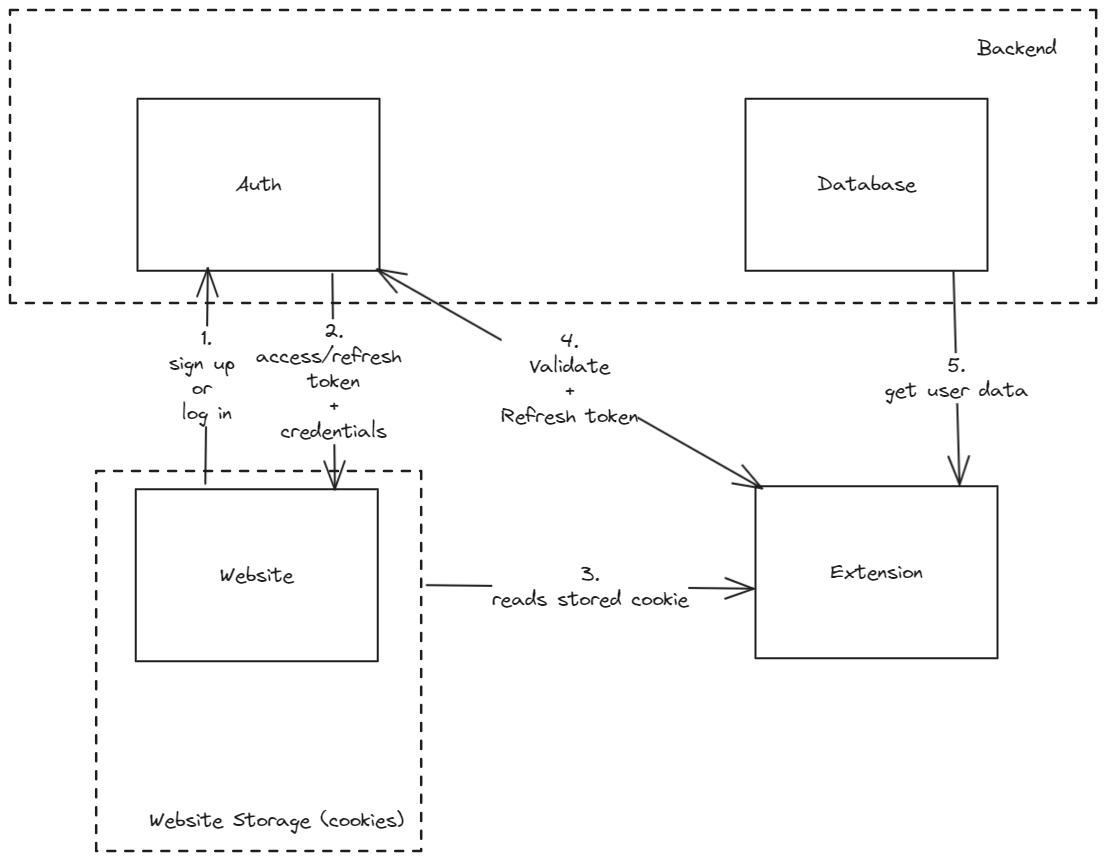 Backend
Auth
Database
1.
sign up
or
log in
2.
access/refresh
token
+
credentials
4.
Validate
+
Refresh token
5.
get user data
Website
3.
reads stored cookie
Extension
Website Storage (cookies)